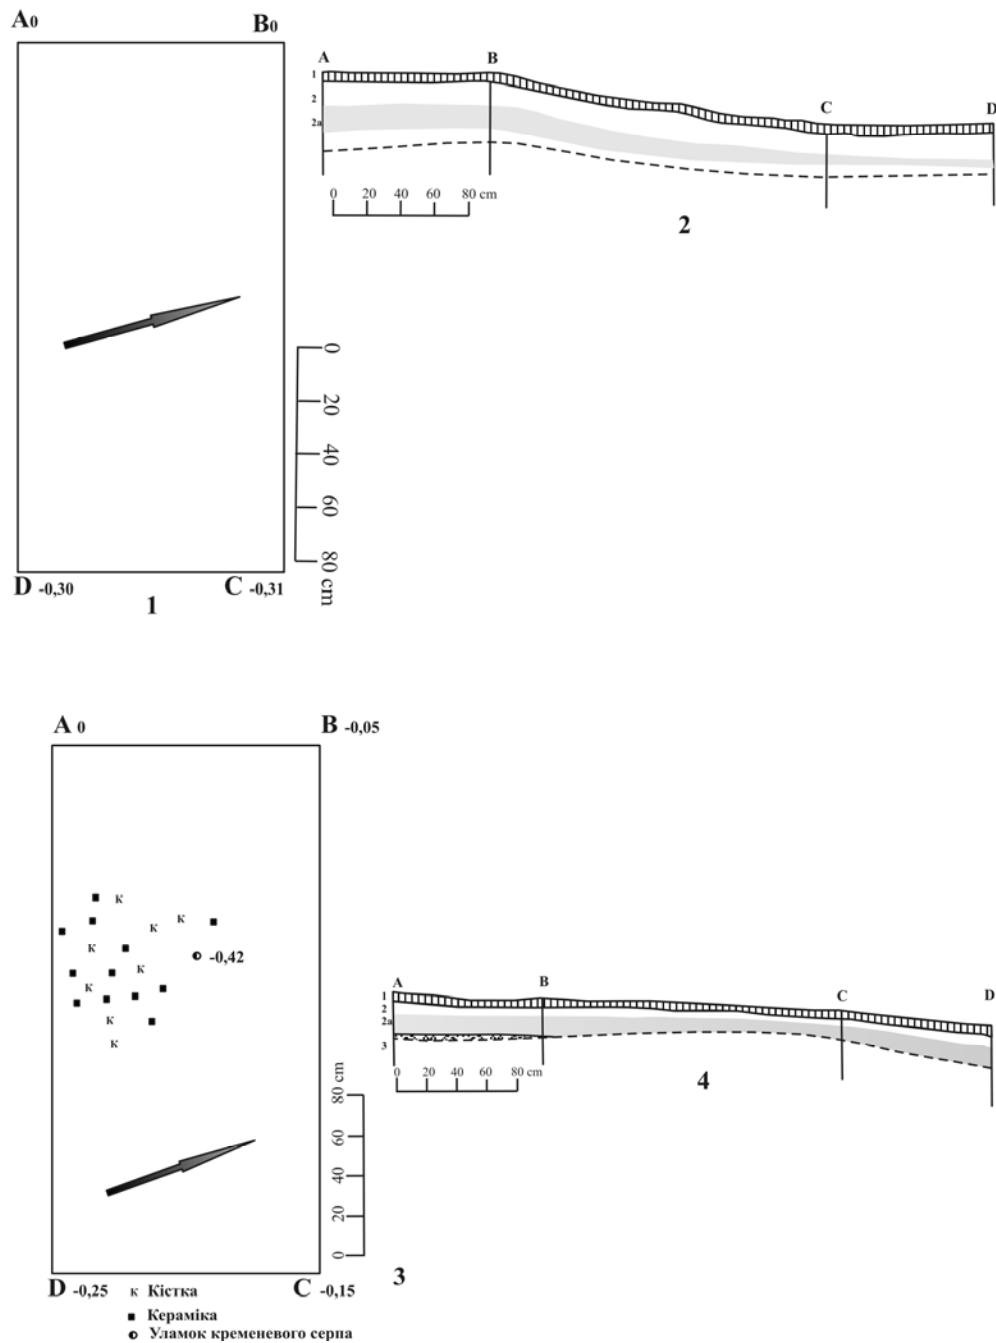 A0 B0
A B C D
1
2
2a
0 20 40 60 80 cm
2
0
20
40
60
80 cm
D -0,30 C -0,31
1
A 0 B -0,05
к
к
к
к
-0,42
к
к
к
к
A B C D
1
2
2a
3
0 20 40 60 80 cm
4
80 cm
60
40
20
0
3
D -0,25 C -0,15
к Кістка
Кераміка
Уламок кременевого серпа